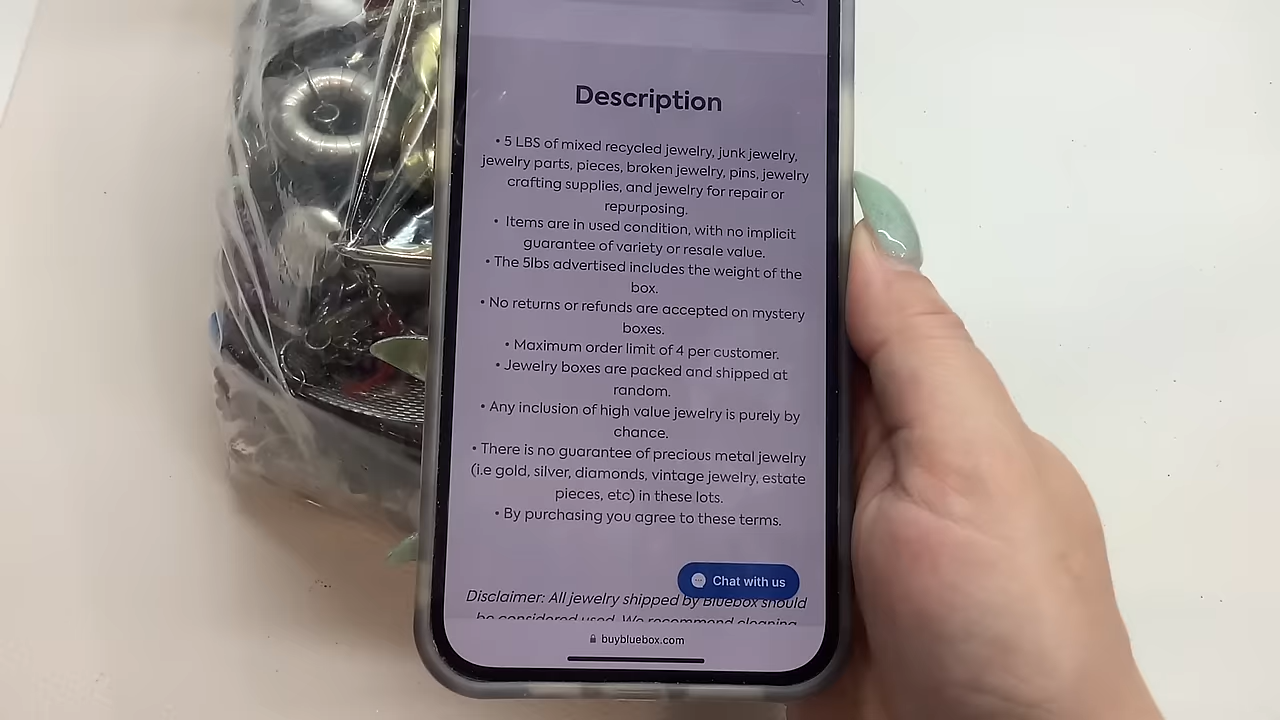 Description
• 5 LBS of mixed recycled jewelry, junk jewelry,
jewelry parts, pieces, broken jewelry, pins, jewelry
crafting supplies, and jewelry for repair or
repurposing.
• Items are in used condition, with no implicit
guarantee of variety or resale value.
• The 5lbs advertised includes the weight of the
box.
• No returns or refunds are accepted on mystery
boxes.
• Maximum order limit of 4 per customer.
• Jewelry boxes are packed and shipped at
random.
• Any inclusion of high value jewelry is purely by
chance.
• There is no guarantee of precious metal jewelry
(i.e gold, silver, diamonds, vintage jewelry, estate
pieces, etc) in these lots.
• By purchasing you agree to these terms.
Chat with us
Disclaimer: All jewelry shipped by Bluebox should
be considered used. We recommend cleaning
buybluebox.com